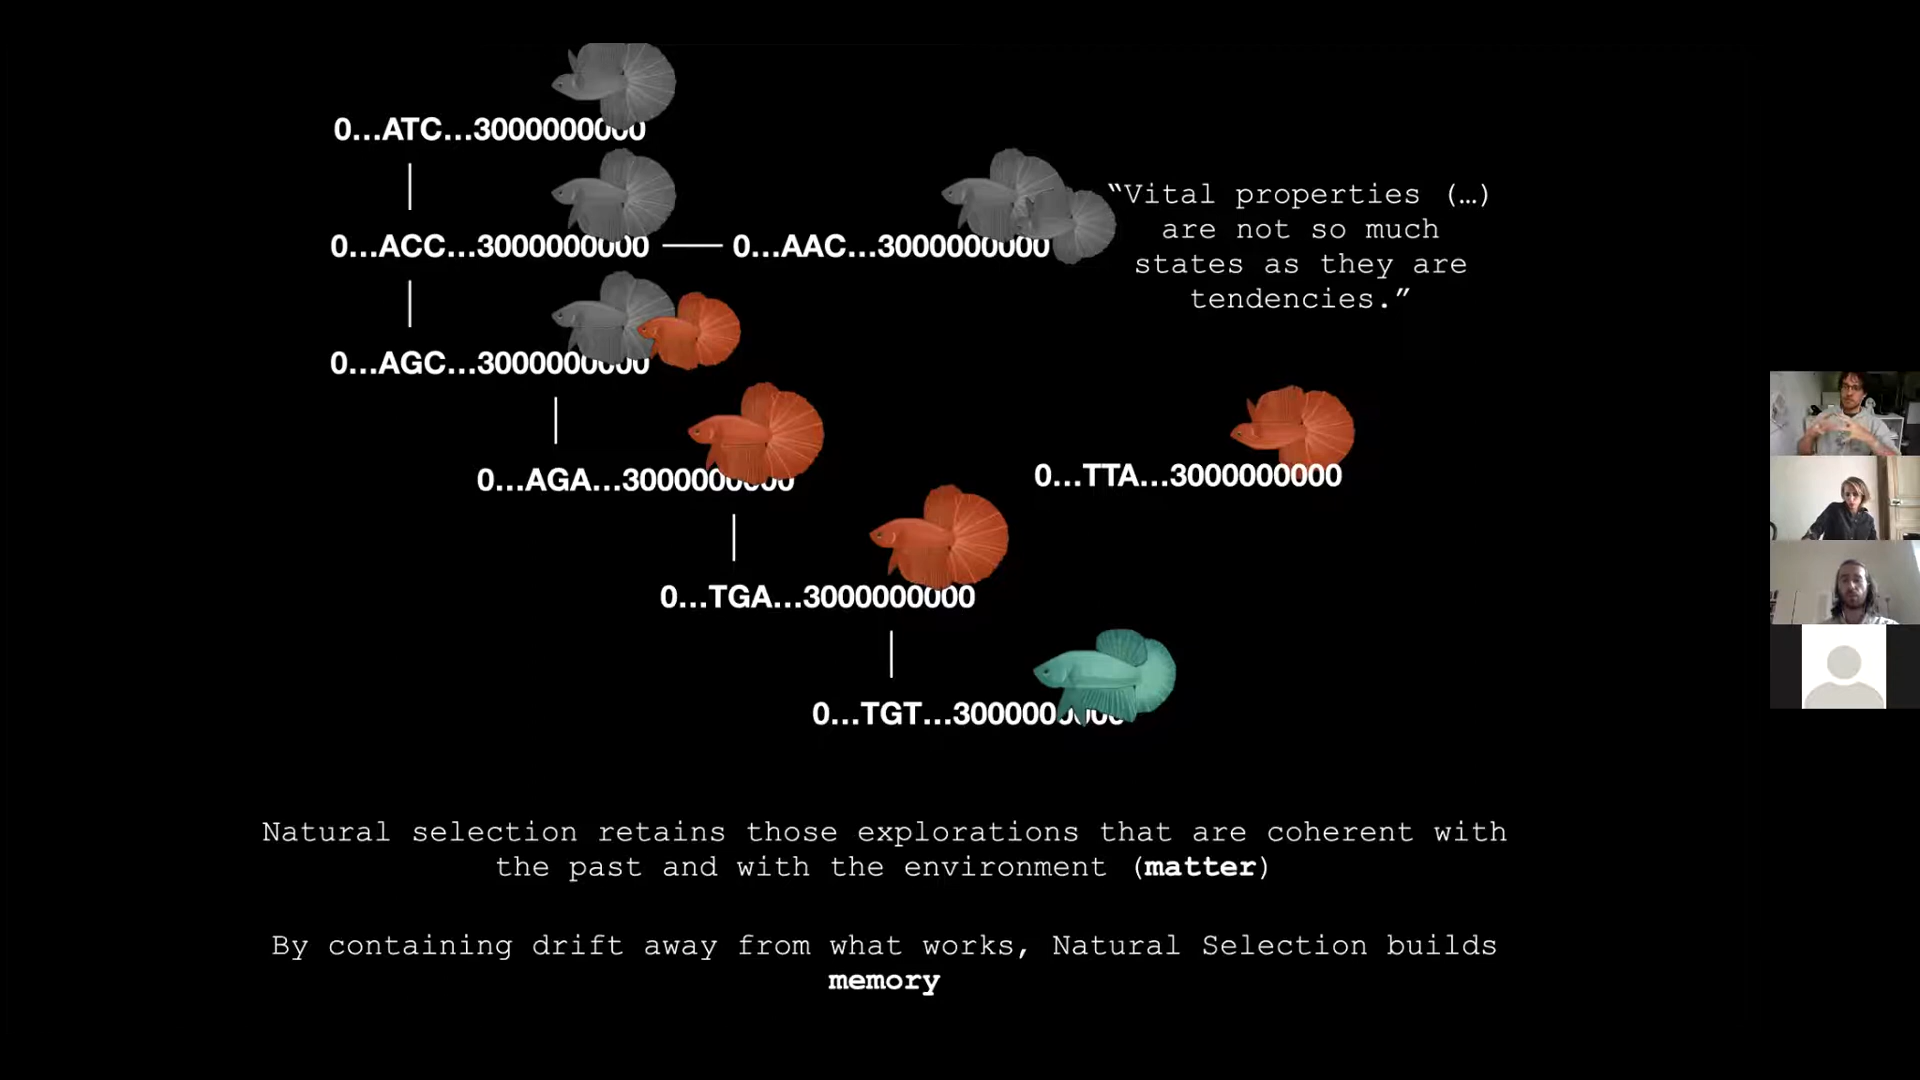 0...ATC...3000000000
0...ACC...3000000000 — 0...AAC...3000000000
“Vital properties (…)
are not so much
states as they are
tendencies.”
0...AGC...3000000000
0...AGA...3000000000
0...TTA...3000000000
0...TGA...3000000000
0...TGT...3000000000
Natural selection retains those explorations that are coherent with
the past and with the environment (matter)
By containing drift away from what works, Natural Selection builds
memory